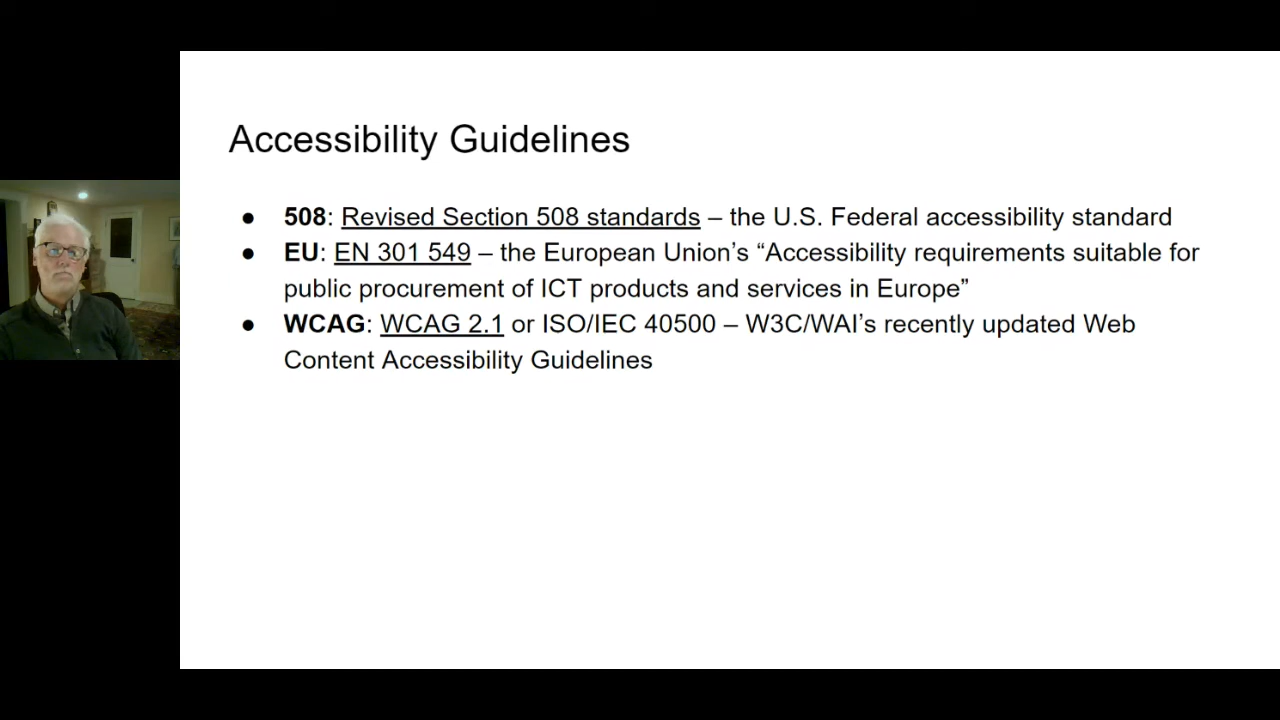 Accessibility Guidelines
● 508: Revised Section 508 standards – the U.S. Federal accessibility standard
● EU: EN 301 549 – the European Union’s “Accessibility requirements suitable for
public procurement of ICT products and services in Europe”
● WCAG: WCAG 2.1 or ISO/IEC 40500 – W3C/WAI’s recently updated Web
Content Accessibility Guidelines